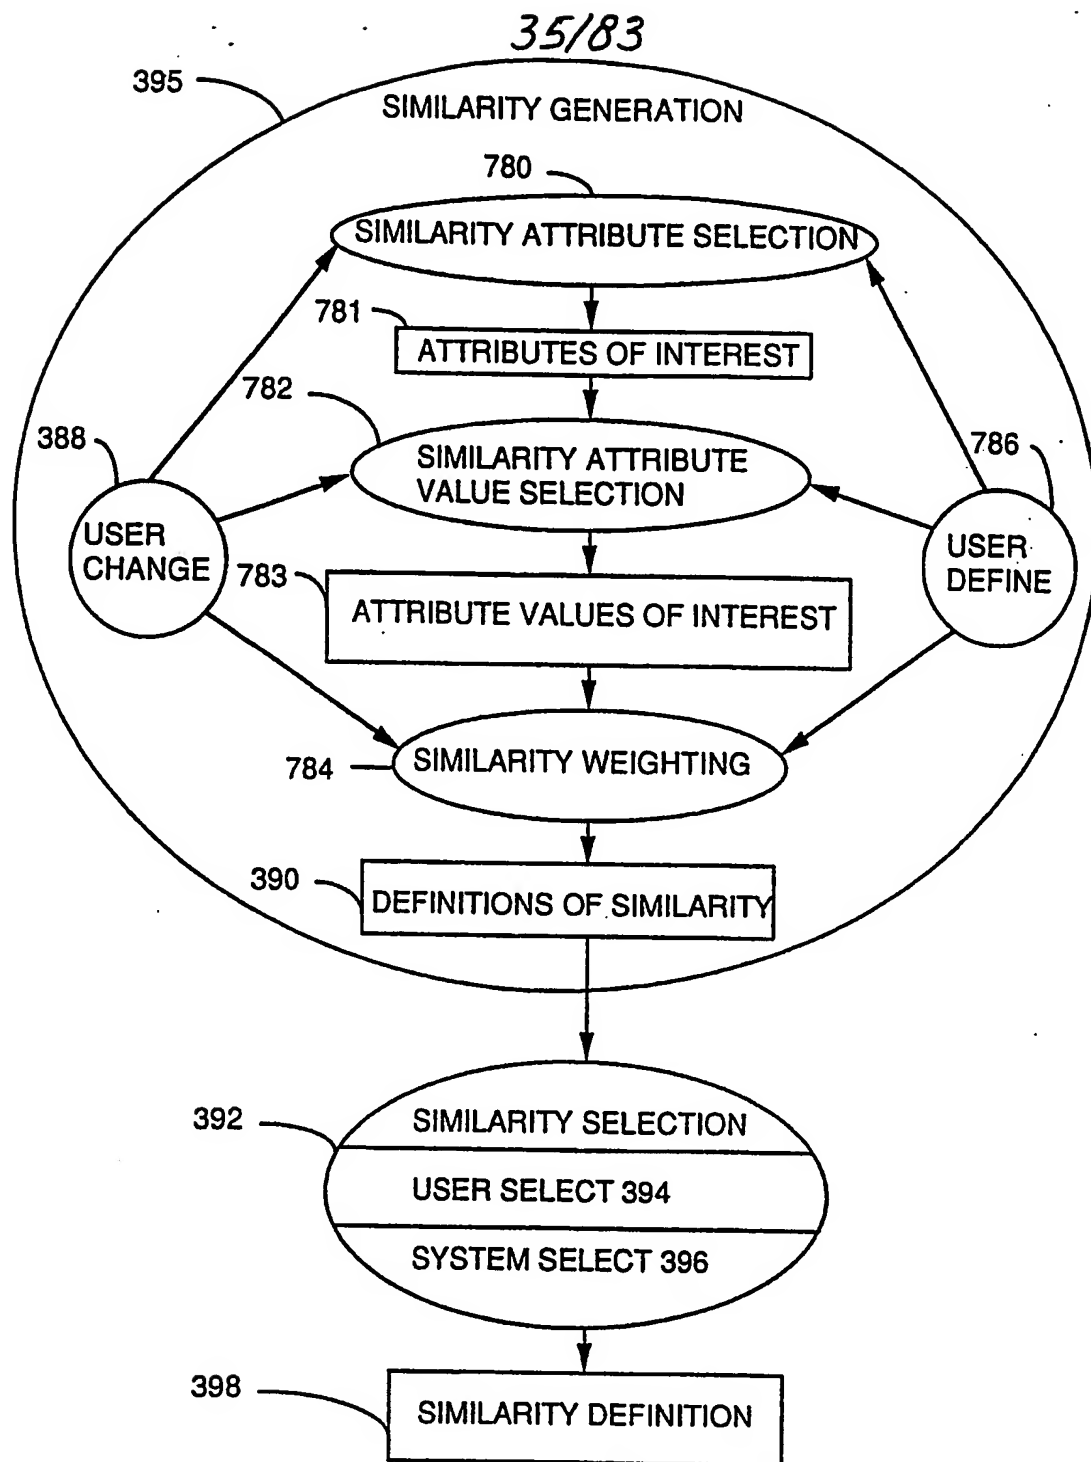 35/83
395
SIMILARITY GENERATION
780
SIMILARITY ATTRIBUTE SELECTION
781
ATTRIBUTES OF INTEREST
782
388
SIMILARITY ATTRIBUTE
VALUE SELECTION
786
USER
CHANGE
USER
DEFINE
783
ATTRIBUTE VALUES OF INTEREST
784
SIMILARITY WEIGHTING
390
DEFINITIONS OF SIMILARITY
392
SIMILARITY SELECTION
USER SELECT 394
SYSTEM SELECT 396
398
SIMILARITY DEFINITION